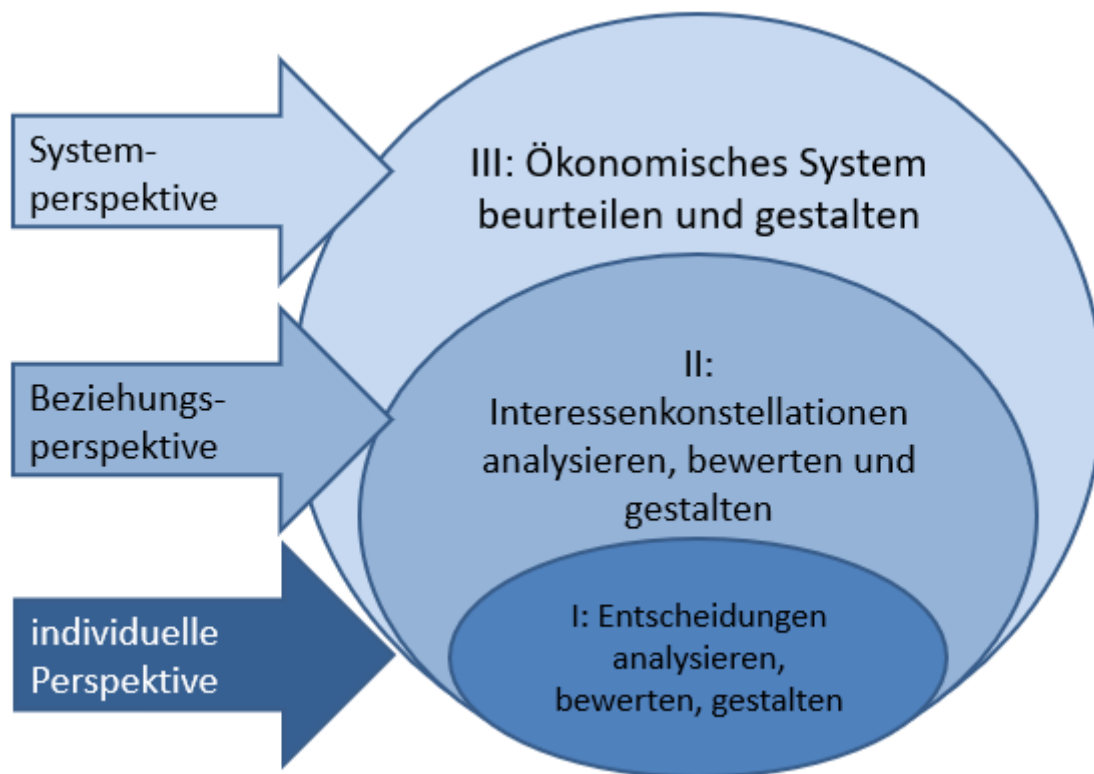 System-
perspektive
III: Ökonomisches System
beurteilen und gestalten
Beziehungs-
perspektive
II:
Interessenkonstellationen
analysieren, bewerten und
gestalten
individuelle
Perspektive
I: Entscheidungen
analysieren,
bewerten, gestalten